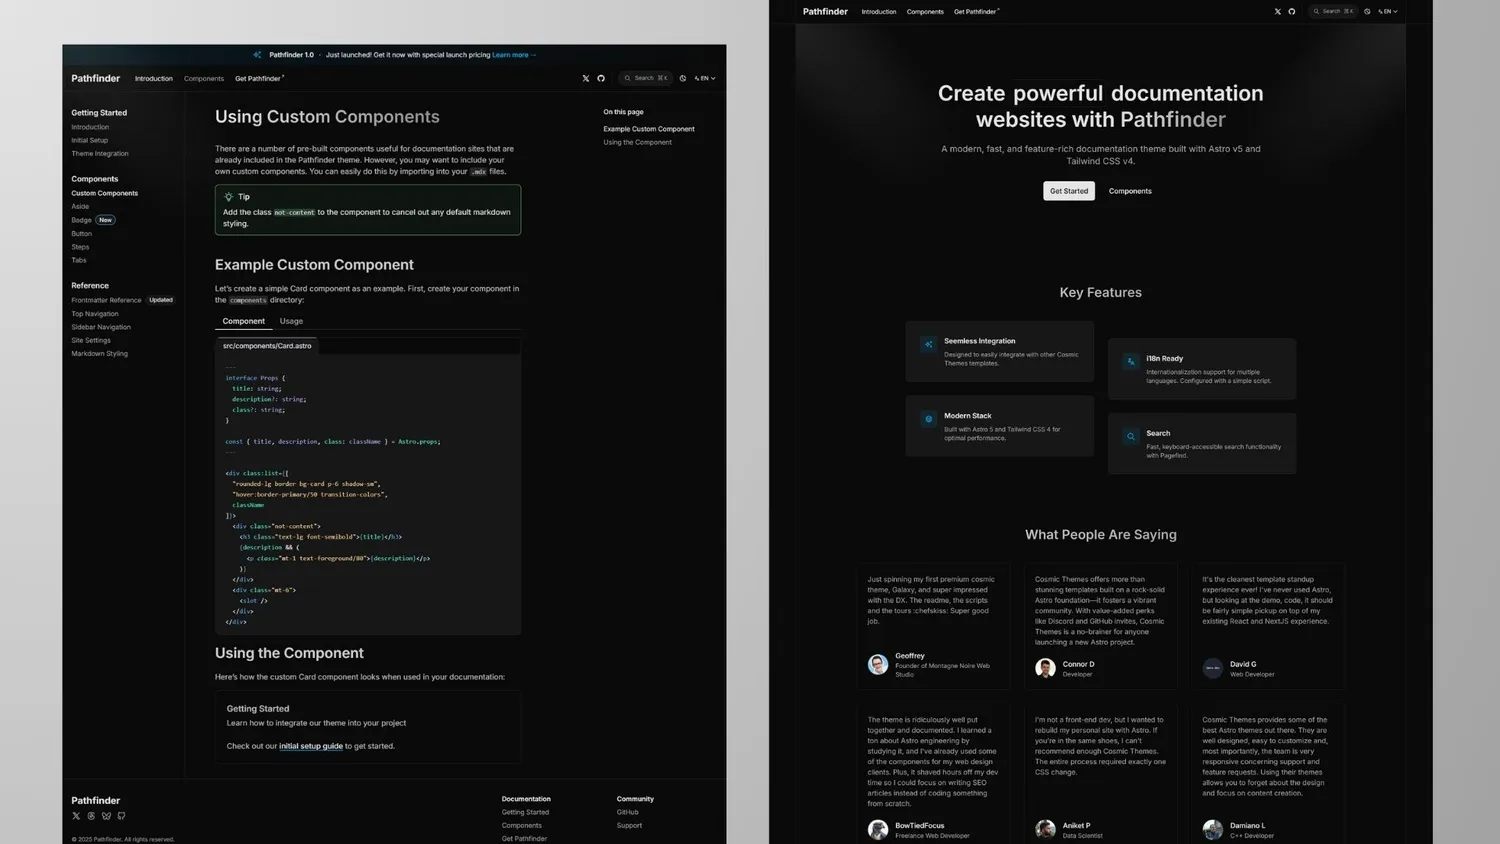 Pathfinder 1.0 · Just launched! Get it now with special launch pricing Learn more →
Pathfinder Introduction Components Get Pathfinder Search ⌘K EN
Getting Started
Introduction
Initial Setup
Theme Integration
Components
Custom Components
Aside
Badge New
Button
Steps
Tabs
Reference
Frontmatter Reference Updated
Top Navigation
Sidebar Navigation
Site Settings
Markdown Styling
Using Custom Components
There are a number of pre-built components useful for documentation sites that are
already included in the Pathfinder theme. However, you may want to include your
own custom components. You can easily do this by importing into your .mdx files.
Tip
Add the class not-content to the component to cancel out any default markdown
styling.
Example Custom Component
Let's create a simple Card component as an example. First, create your component in
the components directory:
Component Usage
src/components/Card.astro
---
interface Props {
title: string;
description?: string;
class?: string;
}
const { title, description, class: className } = Astro.props;
---
<div class:list={[
"rounded-lg border bg-card p-6 shadow-sm",
"hover:border-primary/50 transition-colors",
className
]}>
<div class="not-content">
<h3 class="text-lg font-semibold">{title}</h3>
{description && (
<p class="mt-1 text-foreground/80">{description}</p>
)}
</div>
<div class="mt-6">
<slot />
</div>
</div>
Using the Component
Here's how the custom Card component looks when used in your documentation:
Getting Started
Learn how to integrate our theme into your project
Check out our initial setup guide to get started.
On this page
Example Custom Component
Using the Component
Pathfinder
© 2025 Pathfinder. All rights reserved.
Documentation
Getting Started
Components
Get Pathfinder
Community
GitHub
Support
Pathfinder Introduction Components Get Pathfinder Search ⌘K EN
Create powerful documentation
websites with Pathfinder
A modern, fast, and feature-rich documentation theme built with Astro v5 and
Tailwind CSS v4.
Get Started Components
Key Features
Seemless Integration
Designed to easily integrate with other Cosmic
Themes templates.
i18n Ready
Internationalization support for multiple
languages. Configured with a simple script.
Modern Stack
Built with Astro 5 and Tailwind CSS 4 for
optimal performance.
Search
Fast, keyboard-accessible search functionality
with Pagefind.
What People Are Saying
Just spinning my first premium cosmic
theme, Galaxy, and super impressed
with the DX. The readme, the scripts
and the tours :chefskiss: Super good
job.
Geoffrey
Founder of Montagne Noire Web
Studio
Cosmic Themes offers more than
stunning templates built on a rock-solid
Astro foundation—it fosters a vibrant
community. With value-added perks
like Discord and GitHub invites, Cosmic
Themes is a no-brainer for anyone
launching a new Astro project.
Connor D
Developer
It's the cleanest template standup
experience ever! I've never used Astro,
but looking at the demo, code, it should
be fairly simple pickup on top of my
existing React and NextJS experience.
David G
Web Developer
The theme is ridiculously well put
together and documented. I learned a
ton about Astro engineering by
studying it, and I've already used some
of the components for my web design
clients. Plus, it shaved hours off my dev
time so I could focus on writing SEO
articles instead of coding something
from scratch.
BowTiedFocus
Freelance Web Developer
I'm not a front-end dev, but I wanted to
rebuild my personal site with Astro. If
you're in the same shoes, I can't
recommend enough Cosmic Themes.
The entire process required exactly one
CSS change.
Aniket P
Data Scientist
Cosmic Themes provides some of the
best Astro themes out there. They are
well designed, easy to customize and,
most importantly, the team is very
responsive concerning support and
feature requests. Using their themes
allows you to forget about the design
and focus on content creation.
Damiano L
C++ Developer